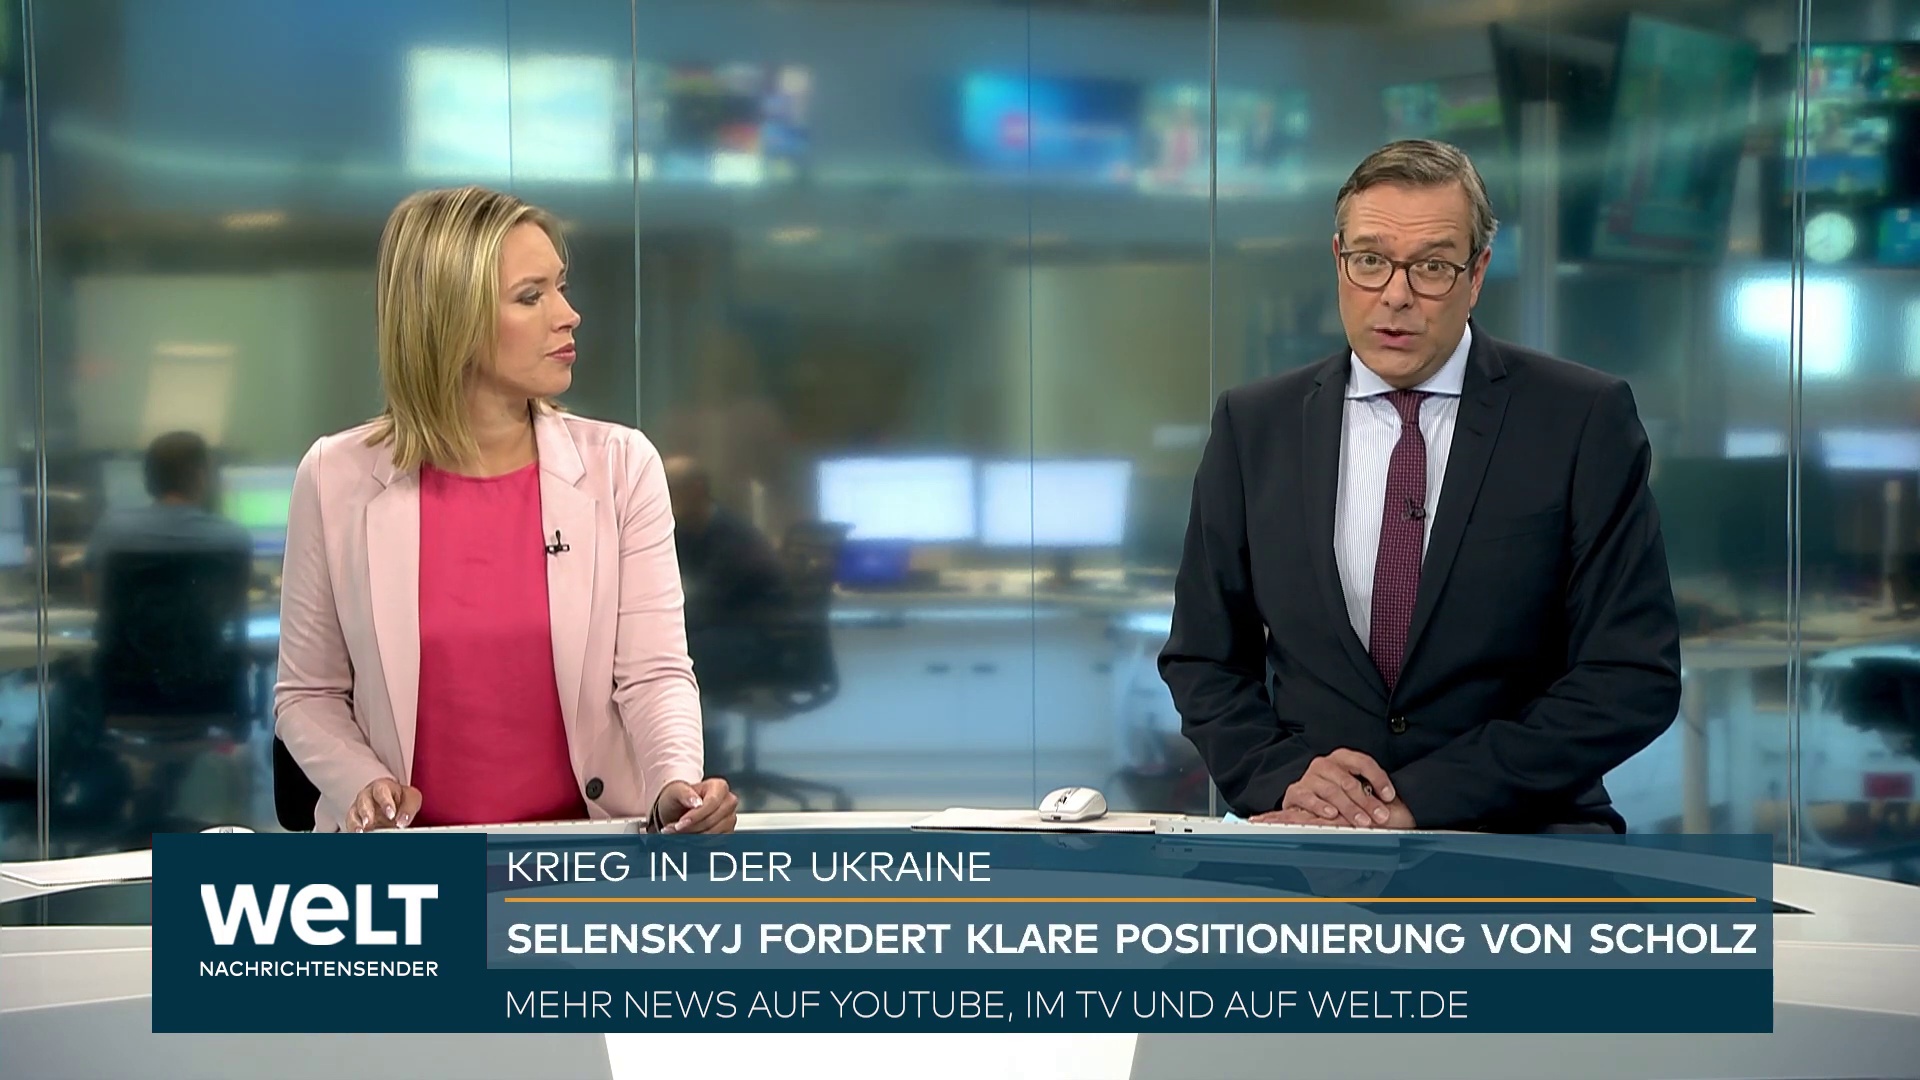 KRIEG IN DER UKRAINE
WELT
NACHRICHTENSENDER
SELENSKYJ FORDERT KLARE POSITIONIERUNG VON SCHOLZ
MEHR NEWS AUF YOUTUBE, IM TV UND AUF WELT.DE